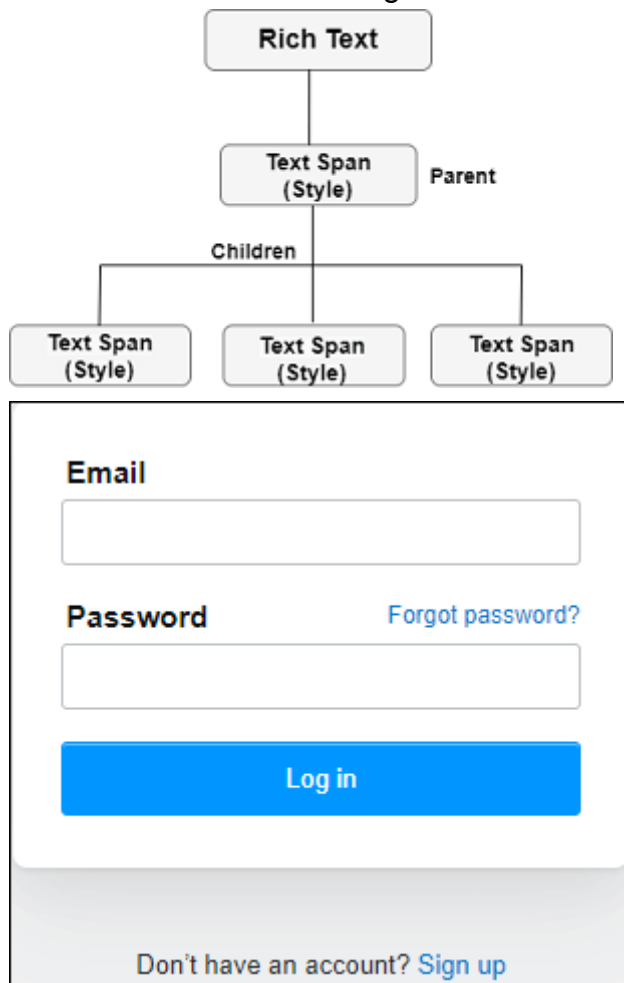 Rich Text
Text Span
(Style)
Parent
Children
Text Span
(Style)
Text Span
(Style)
Text Span
(Style)
Email
Password Forgot password?
Log in
Don't have an account? Sign up